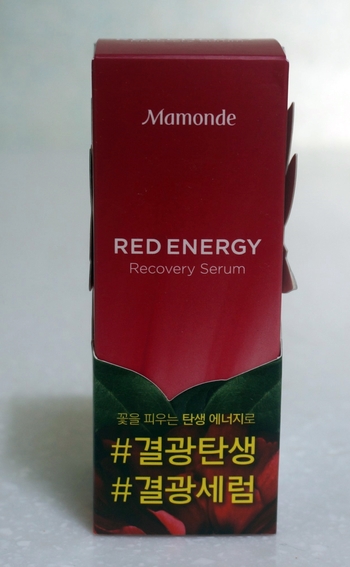 Mamonde
RED ENERGY
Recovery Serum
꽃을 피우는 탄생 에너지로
#결광탄생
#결광세럼